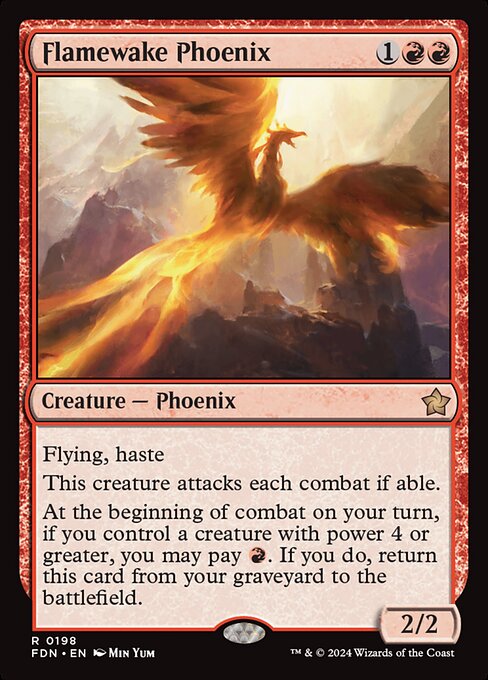 Flamewake Phoenix 1
Creature — Phoenix
Flying, haste
This creature attacks each combat if able.
At the beginning of combat on your turn,
if you control a creature with power 4 or
greater, you may pay . If you do, return
this card from your graveyard to the
battlefield.
2/2
R 0198
FDN • EN Min Yum
™ & © 2024 Wizards of the Coast